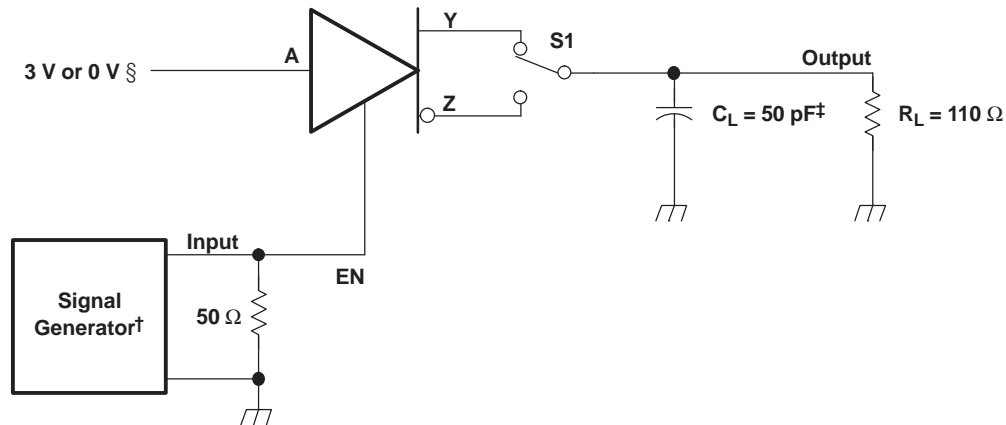 Y
S1
Output
3 V or 0 V §
A
Z
C_L = 50 pF‡
R_L = 110 Ω
Input
EN
Signal
Generator†
50 Ω